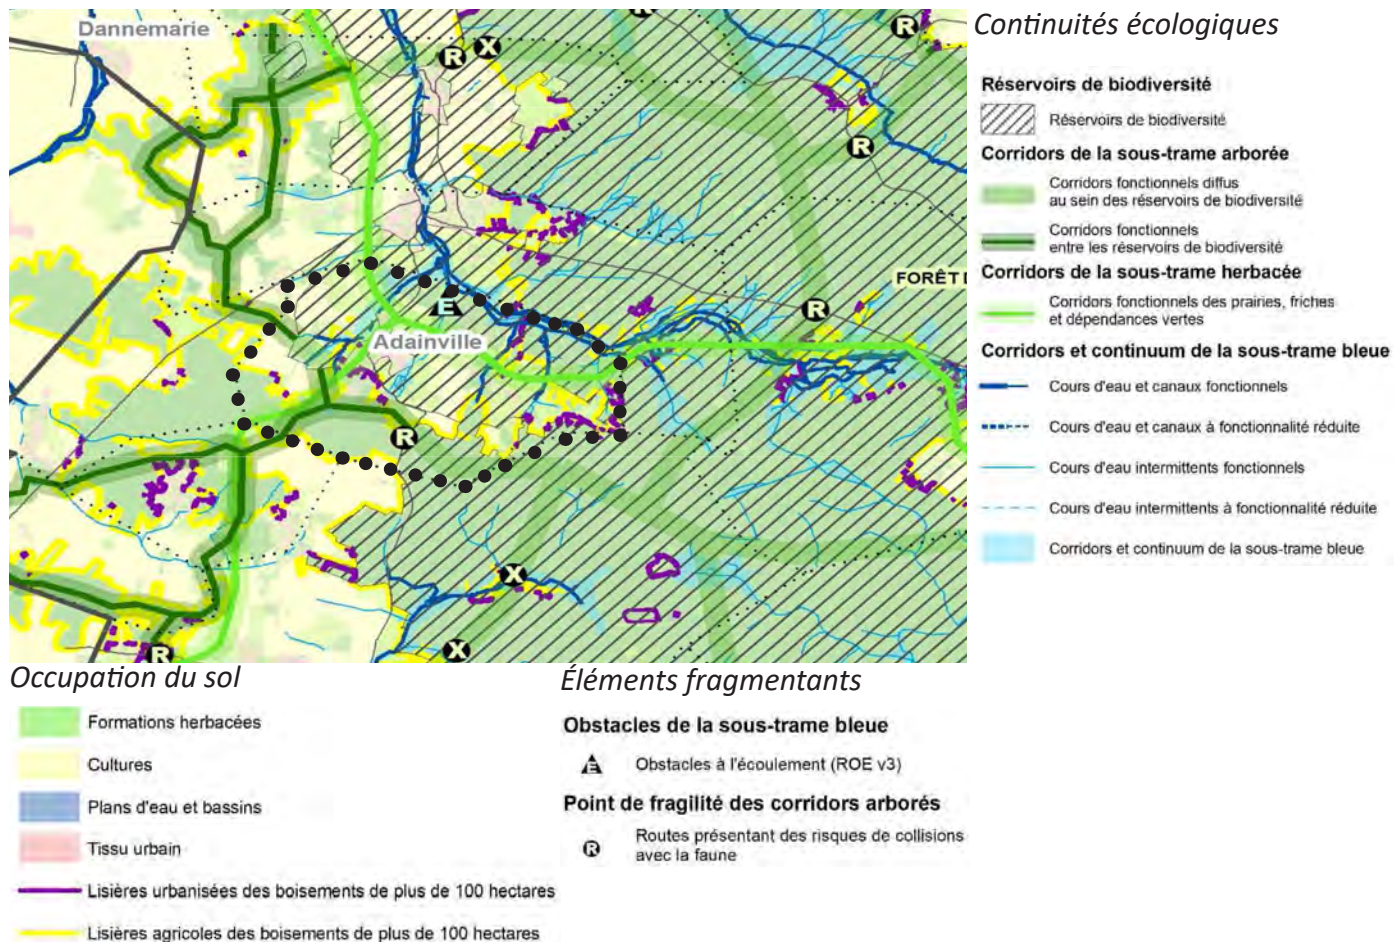 Dannemarie
R
X
R
R
R
FORÊT D
E
Adainville
R
X
X
R
Continuités écologiques
Réservoirs de biodiversité
Réservoirs de biodiversité
Corridors de la sous-trame arborée
Corridors fonctionnels diffus
au sein des réservoirs de biodiversité
Corridors fonctionnels
entre les réservoirs de biodiversité
Corridors de la sous-trame herbacée
Corridors fonctionnels des prairies, friches
et dépendances vertes
Corridors et continuum de la sous-trame bleue
Cours d'eau et canaux fonctionnels
Cours d'eau et canaux à fonctionnalité réduite
Cours d'eau intermittents fonctionnels
Cours d'eau intermittents à fonctionnalité réduite
Corridors et continuum de la sous-trame bleue
Occupation du sol
Formations herbacées
Cultures
Plans d'eau et bassins
Tissu urbain
Lisières urbanisées des boisements de plus de 100 hectares
Lisières agricoles des boisements de plus de 100 hectares
Éléments fragmentants
Obstacles de la sous-trame bleue
E
Obstacles à l'écoulement (ROE v3)
Point de fragilité des corridors arborés
R
Routes présentant des risques de collisions
avec la faune